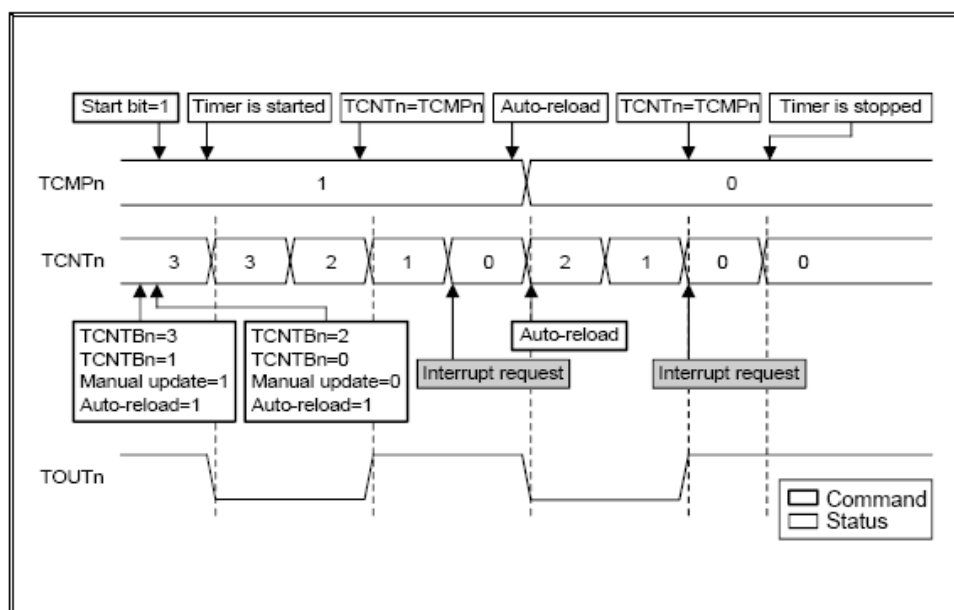 Start bit=1
Timer is started
TCNTn=TCMPn
Auto-reload
TCNTn=TCMPn
Timer is stopped
TCMPn
1
0
TCNTn
3
3
2
1
0
2
1
0
0
TCNTBn=3
TCNTBn=1
Manual update=1
Auto-reload=1
TCNTBn=2
TCNTBn=0
Manual update=0
Auto-reload=1
Auto-reload
Interrupt request
Interrupt request
TOUTn
Command
Status